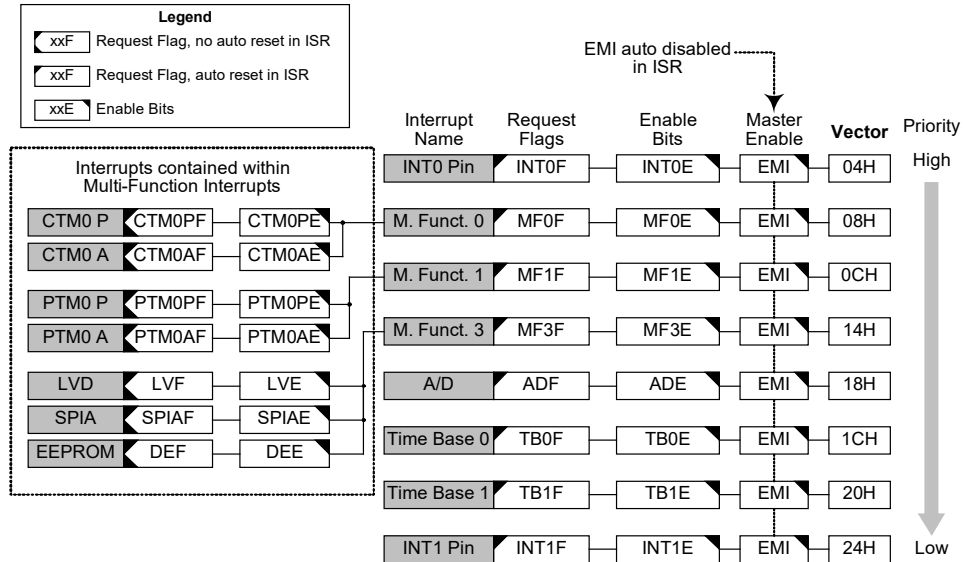 Legend
xxF Request Flag, no auto reset in ISR
xxF Request Flag, auto reset in ISR
xxE Enable Bits
EMI auto disabled
in ISR
Interrupt Name Request Flags Enable Bits Master Enable Vector Priority
Interrupts contained within
Multi-Function Interrupts
INT0 Pin INT0F INT0E EMI 04H High
CTM0 P CTM0PF CTM0PE M. Funct. 0 MF0F MF0E EMI 08H
CTM0 A CTM0AF CTM0AE
M. Funct. 1 MF1F MF1E EMI 0CH
PTM0 P PTM0PF PTM0PE
PTM0 A PTM0AF PTM0AE M. Funct. 3 MF3F MF3E EMI 14H
LVD LVF LVE A/D ADF ADE EMI 18H
SPIA SPIAF SPIAE
EEPROM DEF DEE Time Base 0 TB0F TB0E EMI 1CH
Time Base 1 TB1F TB1E EMI 20H
INT1 Pin INT1F INT1E EMI 24H Low